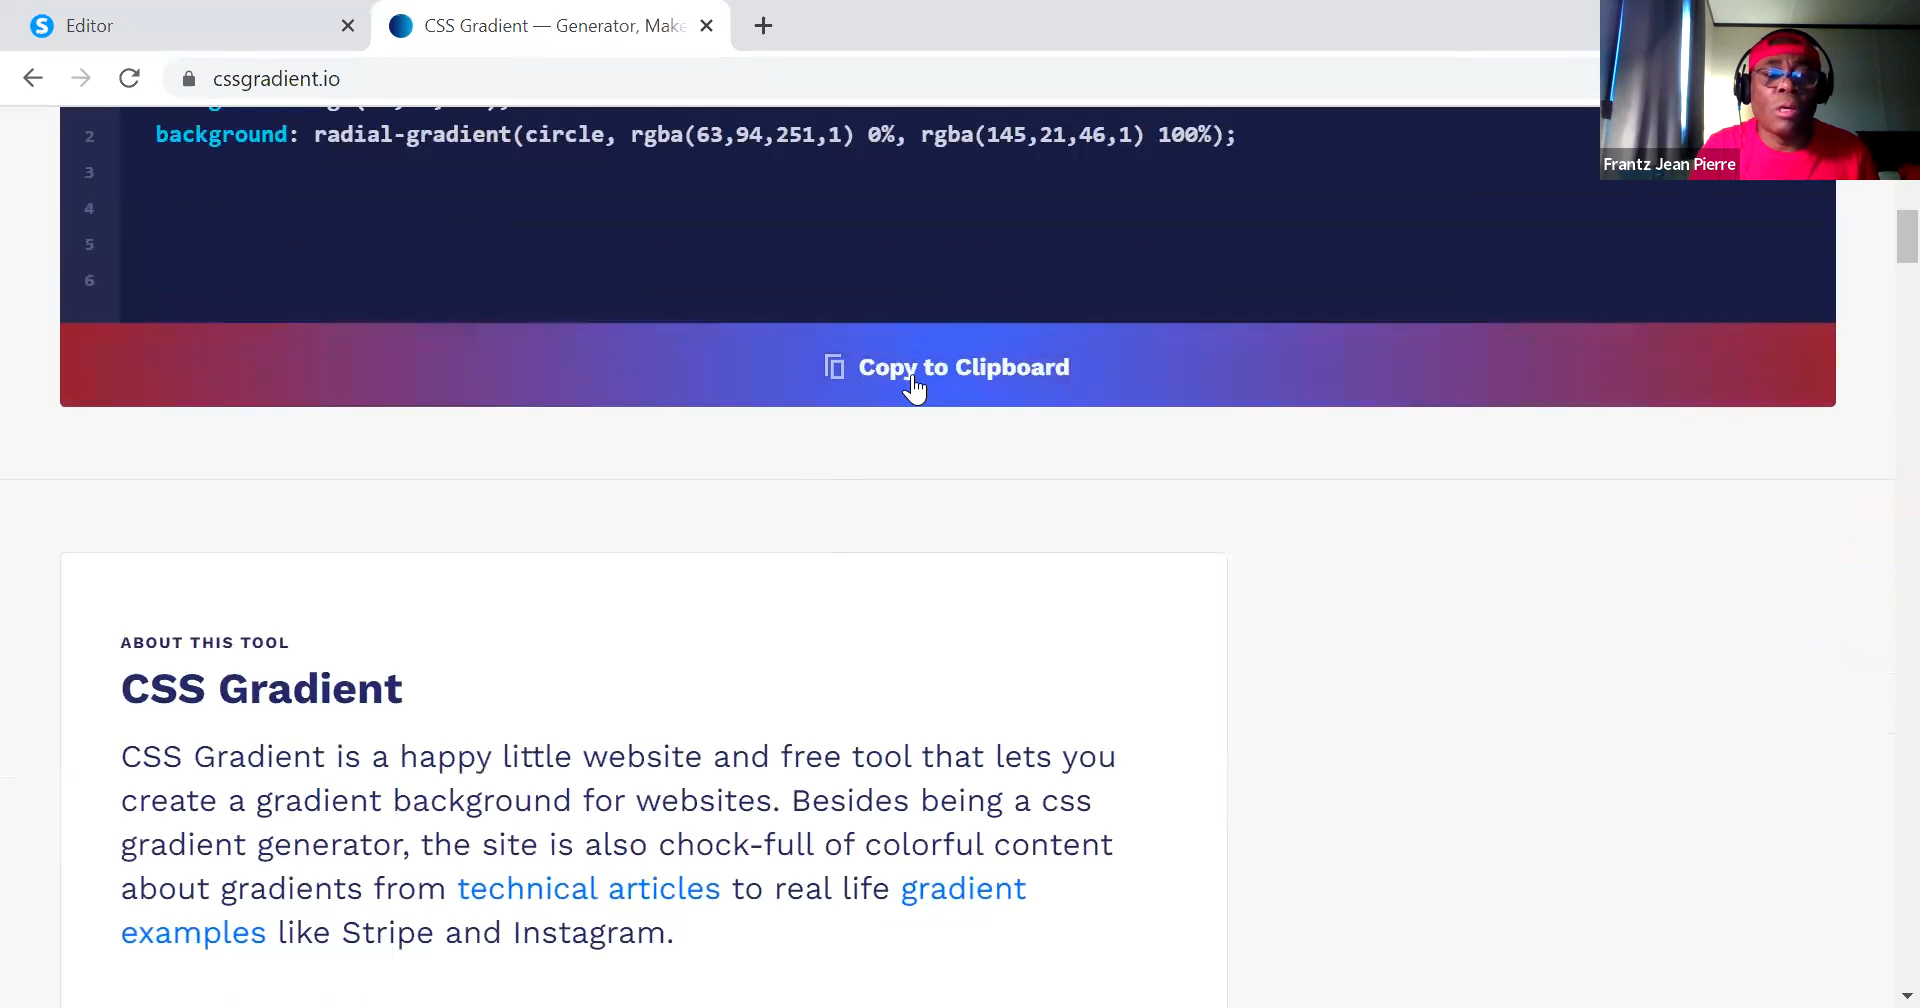 Editor
CSS Gradient — Generator, Make
cssgradient.io
2
background: radial-gradient(circle, rgba(63,94,251,1) 0%, rgba(145,21,46,1) 100%);
3
4
5
6
Frantz Jean Pierre
Copy to Clipboard
ABOUT THIS TOOL
CSS Gradient
CSS Gradient is a happy little website and free tool that lets you
create a gradient background for websites. Besides being a css
gradient generator, the site is also chock-full of colorful content
about gradients from technical articles to real life gradient
examples like Stripe and Instagram.